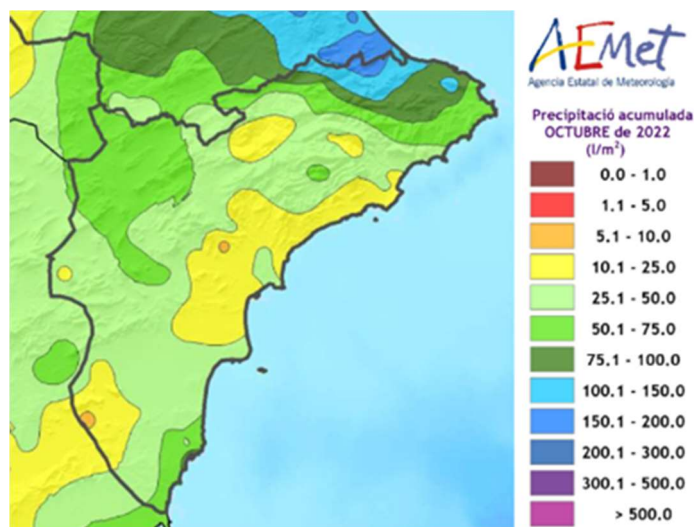 AEMet
Agencia Estatal de Meteorología
Precipitació acumulada
OCTUBRE de 2022
(l/m²)
0.0 - 1.0
1.1 - 5.0
5.1 - 10.0
10.1 - 25.0
25.1 - 50.0
50.1 - 75.0
75.1 - 100.0
100.1 - 150.0
150.1 - 200.0
200.1 - 300.0
300.1 - 500.0
> 500.0